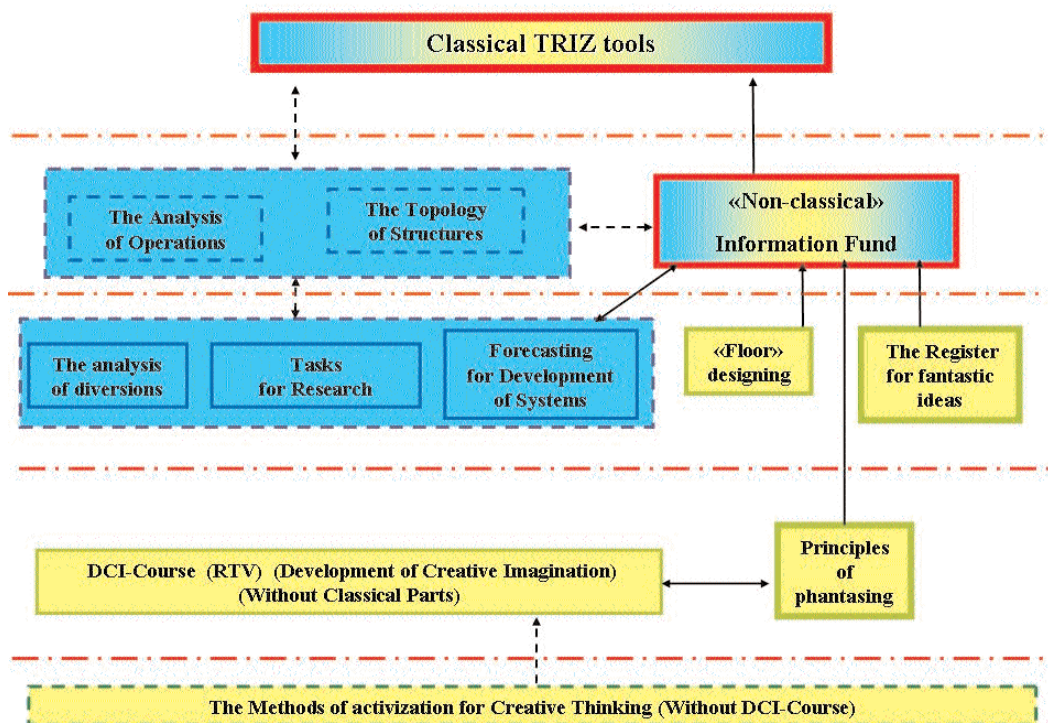 Classical TRIZ tools
The Analysis
of Operations
The Topology
of Structures
«Non-classical»
Information Fund
The analysis
of diversions
Tasks
for Research
Forecasting
for Development
of Systems
«Floor»
designing
The Register
for fantastic
ideas
DCI-Course (RTV) (Development of Creative Imagination)
(Without Classical Parts)
Principles
of
phantasing
The Methods of activization for Creative Thinking (Without DCI-Course)